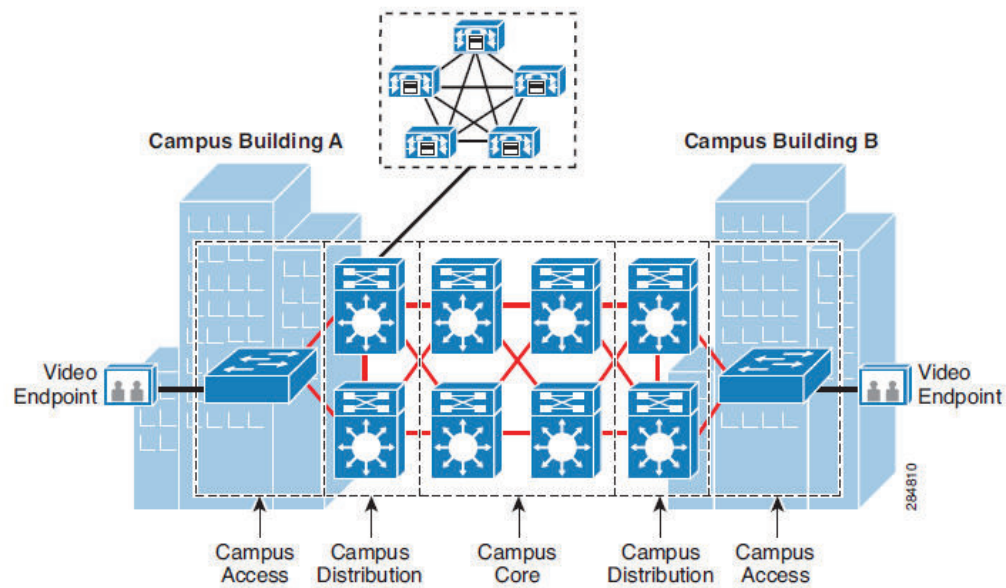 Campus Building A
Campus Building B
Video
Endpoint
Video
Endpoint
284810
Campus
Access
Campus
Distribution
Campus
Core
Campus
Distribution
Campus
Access